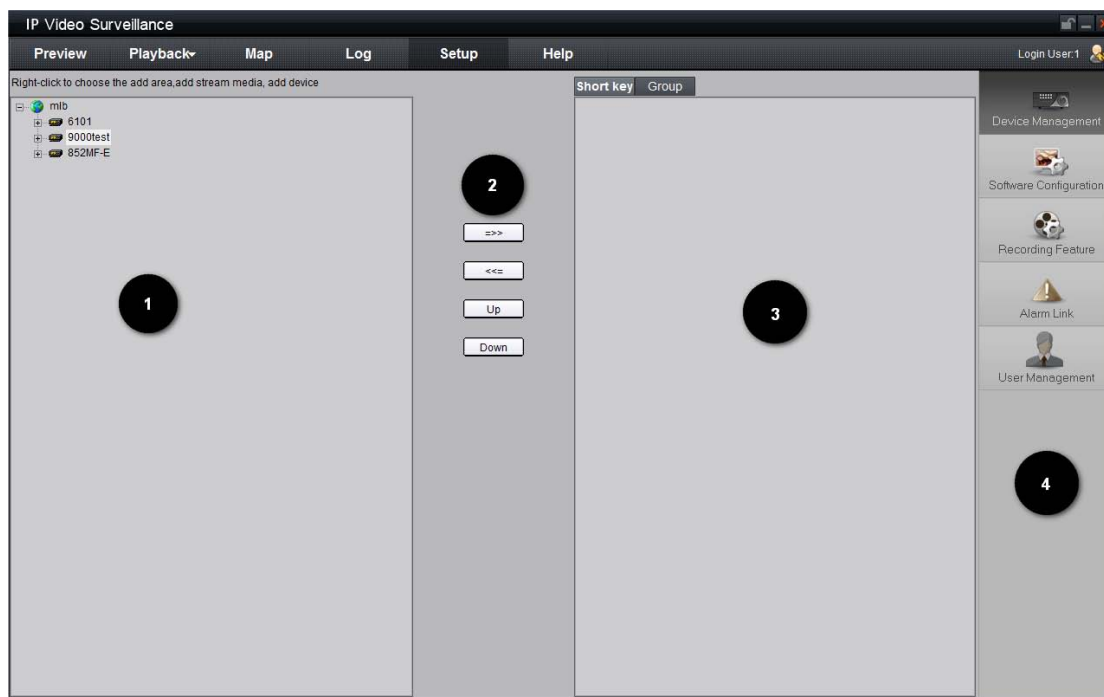 IP Video Surveillance
Preview Playback Map Log Setup Help Login User:1
Right-click to choose the add area,add stream media, add device
Short key Group
mlb
6101
9000test
852MF-E
1
2
=>>
<<=
Up
Down
3
Device Management
Software Configuration
Recording Feature
Alarm Link
User Management
4